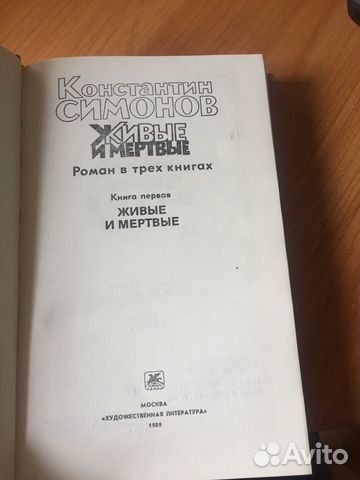 Константин
СИМОНОВ
ЖИВЫЕ
И МЕРТВЫЕ
Роман в трех книгах
Книга первая
ЖИВЫЕ
И МЕРТВЫЕ
МОСКВА
«ХУДОЖЕСТВЕННАЯ ЛИТЕРАТУРА»
1989
Avito